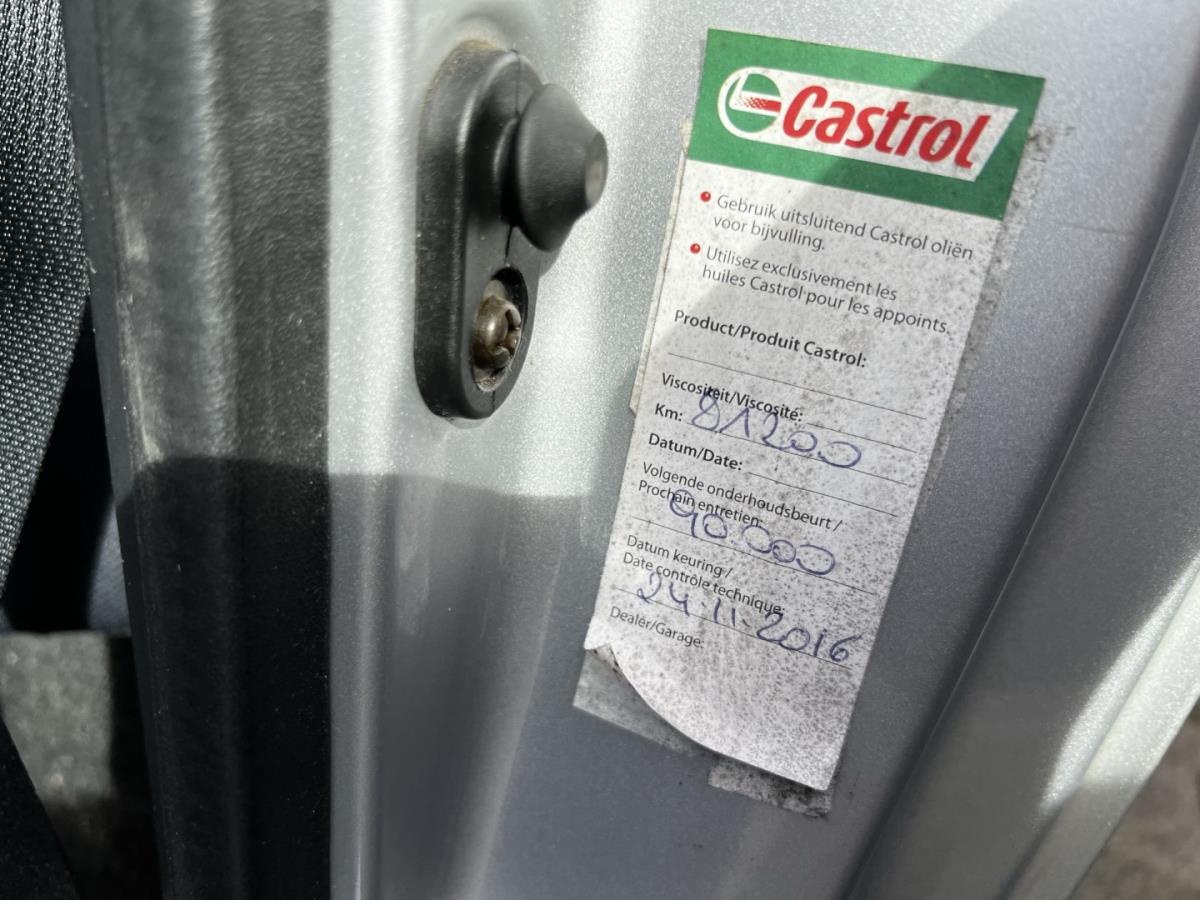 Castrol
Gebruik uitsluitend Castrol oliën
voor bijvulling.
Utilisez exclusivement les
huiles Castrol pour les appoints.
Product/Produit Castrol:
Viscositeit/Viscosité:
Km: 81200
Datum/Date:
Volgende onderhoudsbeurt /
Prochain entretien:
90000
Datum keuring /
Date contrôle technique:
24.11.2016
Dealer/Garage: